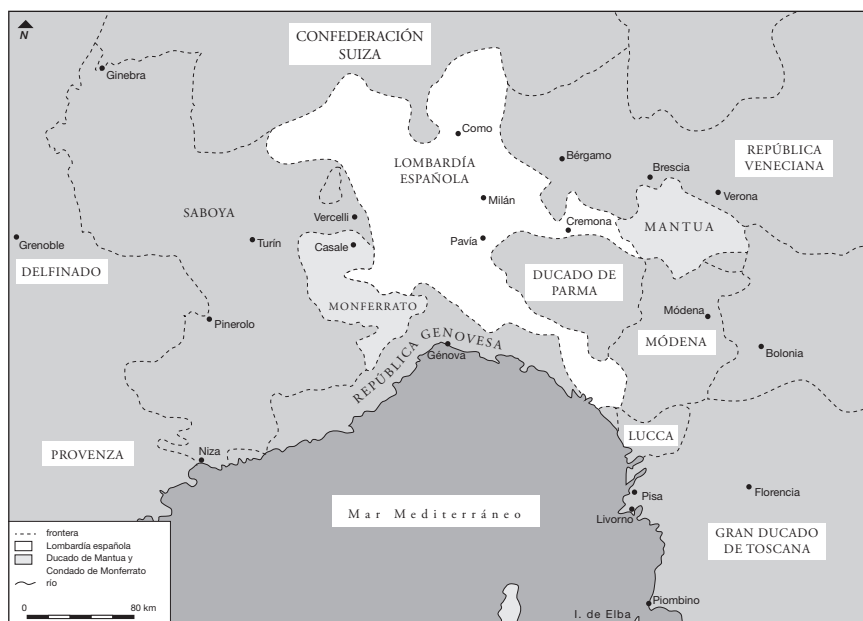 N
CONFEDERACIÓN
SUIZA
Ginebra
Como
LOMBARDÍA
ESPAÑOLA
Bérgamo
Brescia
REPÚBLICA
VENECIANA
Verona
SABOYA
Vercelli
Milán
Cremona
MANTUA
Grenoble
Turín
Casale
Pavía
DELFINADO
DUCADO DE
PARMA
MONFERRATO
Pinerolo
Módena
MÓDENA
REPÚBLICA GENOVESA
Génova
Bolonia
PROVENZA
Niza
LUCCA
Mar Mediterráneo
Pisa
Livorno
Florencia
GRAN DUCADO
DE TOSCANA
Piombino
I. de Elba
frontera
Lombardía española
Ducado de Mantua y
Condado de Monferrato
río
0 80 km